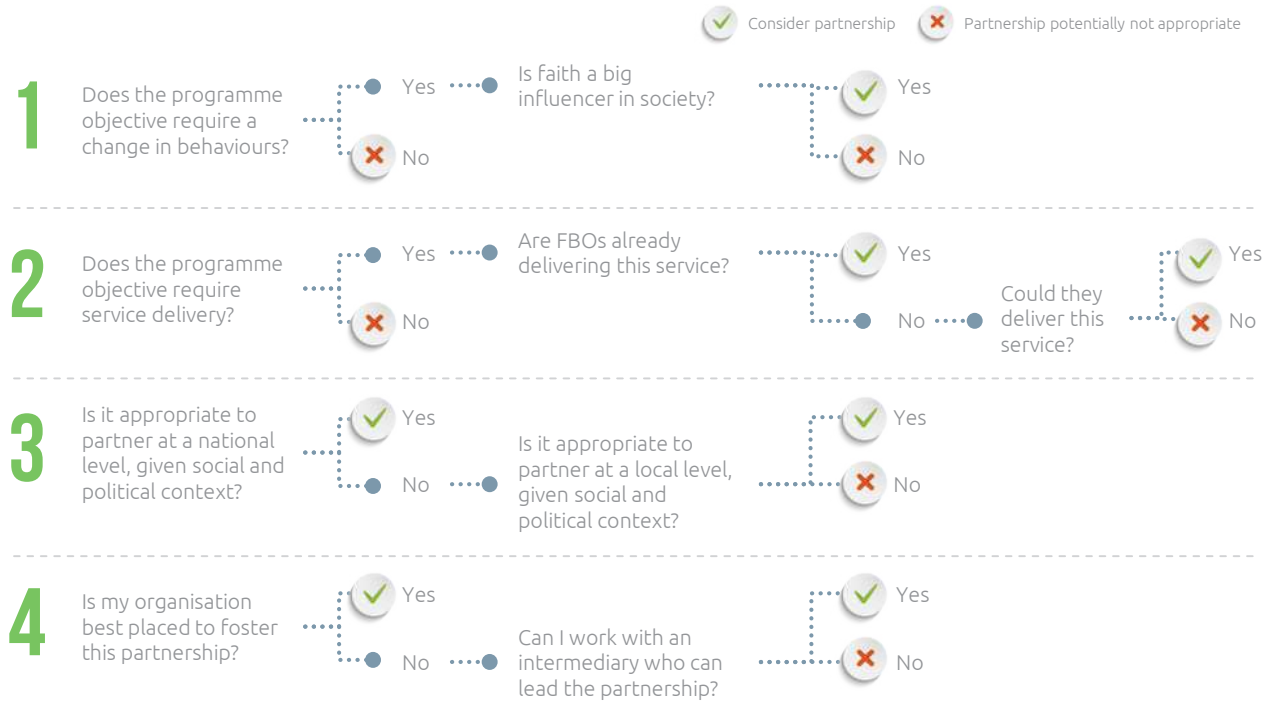 Consider partnership
Partnership potentially not appropriate
1
Does the programme
objective require a
change in behaviours?
Yes
No
Is faith a big
influencer in society?
Yes
No
2
Does the programme
objective require
service delivery?
Yes
No
Are FBOs already
delivering this service?
Yes
No
Could they
deliver this
service?
Yes
No
3
Is it appropriate to
partner at a national
level, given social and
political context?
Yes
No
Is it appropriate to
partner at a local level,
given social and
political context?
Yes
No
4
Is my organisation
best placed to foster
this partnership?
Yes
No
Can I work with an
intermediary who can
lead the partnership?
Yes
No